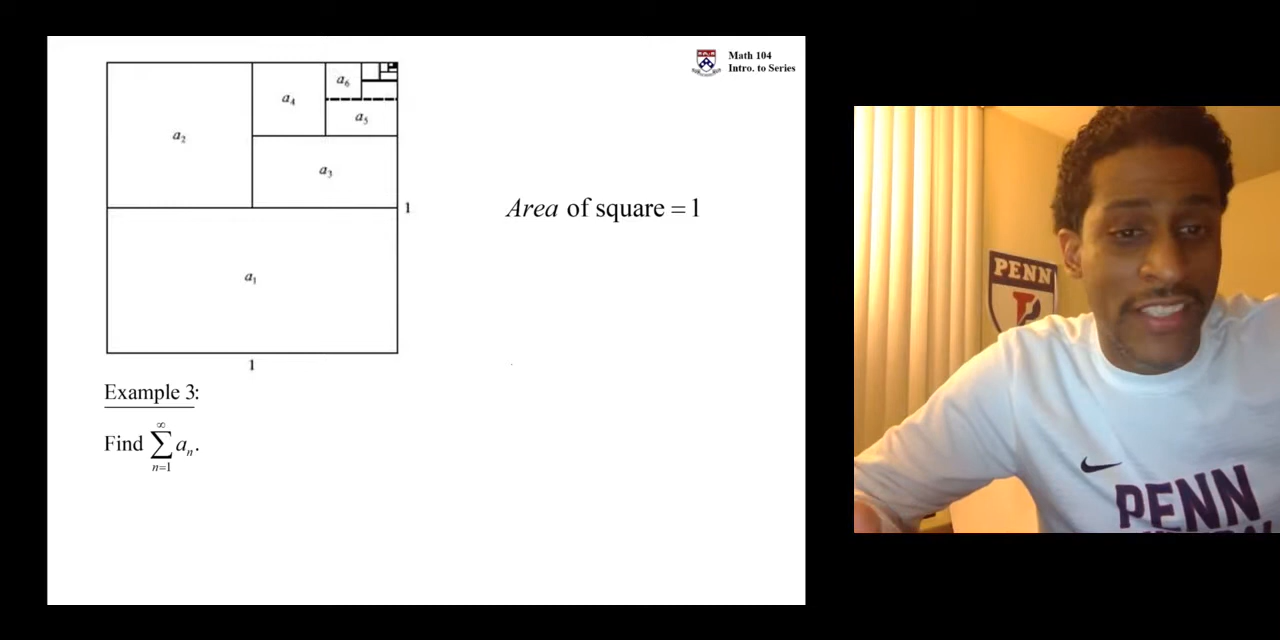 Math 104
Intro. to Series
a6
a4
a5
a2
a3
1
Area of square = 1
a1
1
Example 3:
Find ∞∑n=1 an.
PENN
PENN